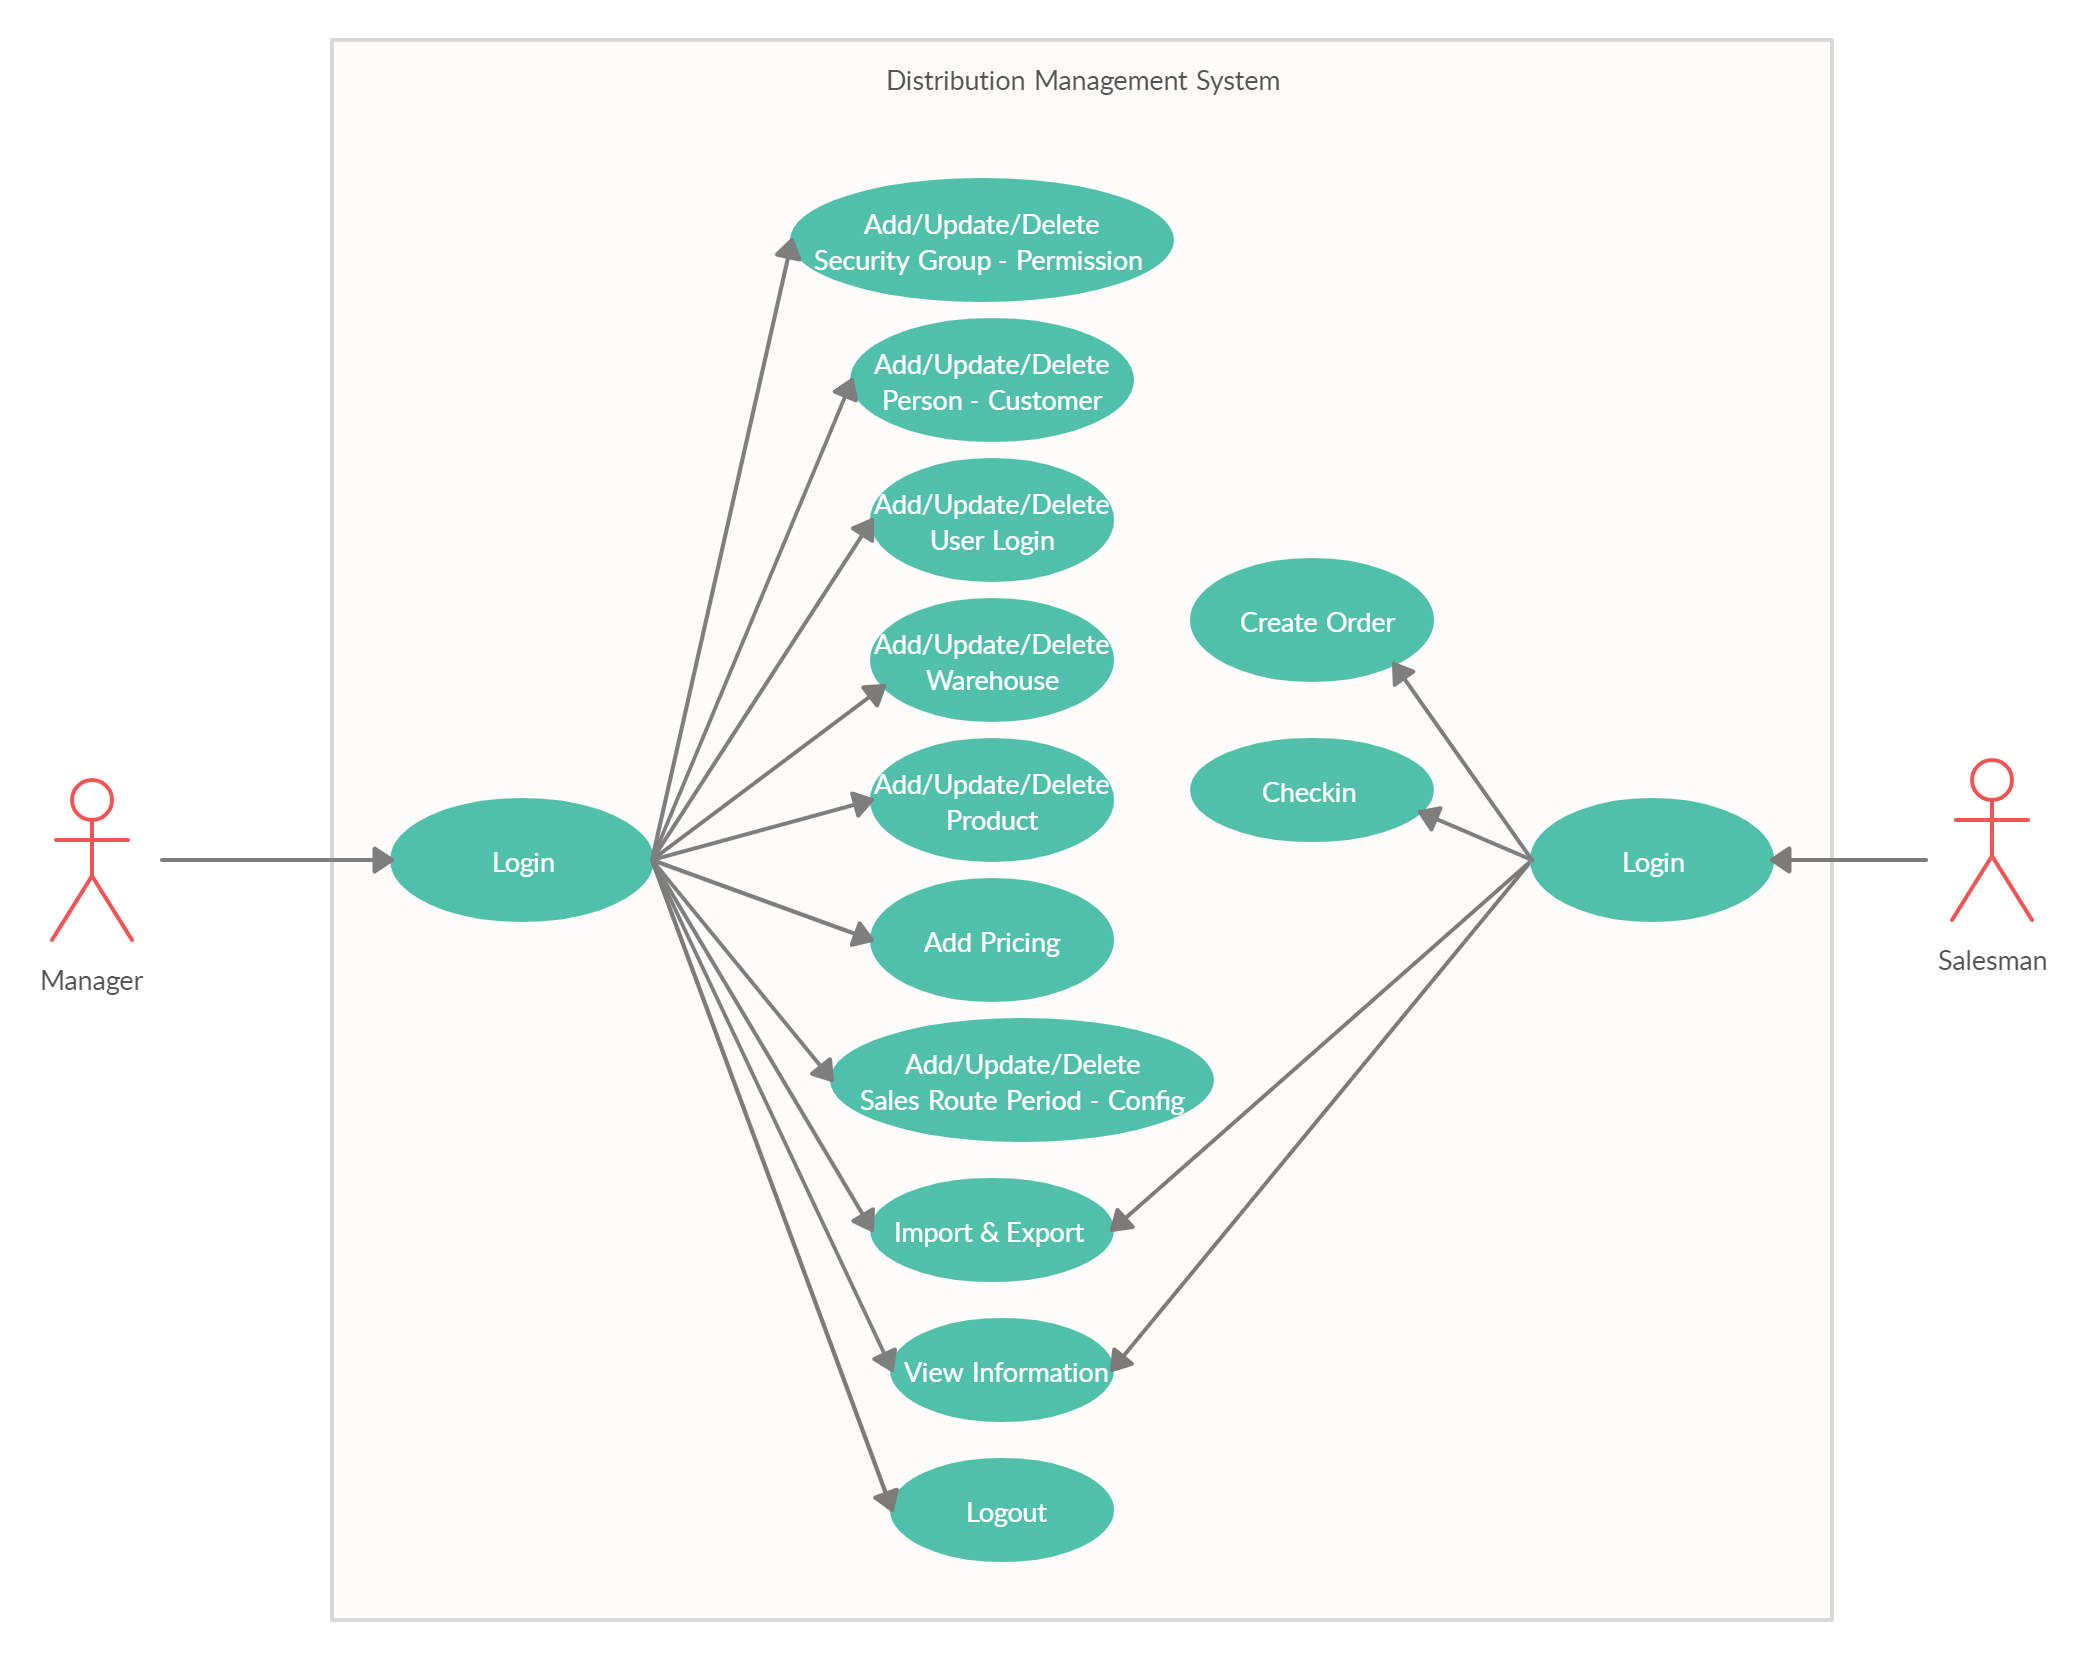 Distribution Management System
Add/Update/Delete
Security Group - Permission
Add/Update/Delete
Person - Customer
Add/Update/Delete
User Login
Create Order
Add/Update/Delete
Warehouse
Add/Update/Delete
Product
Checkin
Login
Login
Add Pricing
Manager
Salesman
Add/Update/Delete
Sales Route Period - Config
Import & Export
View Information
Logout